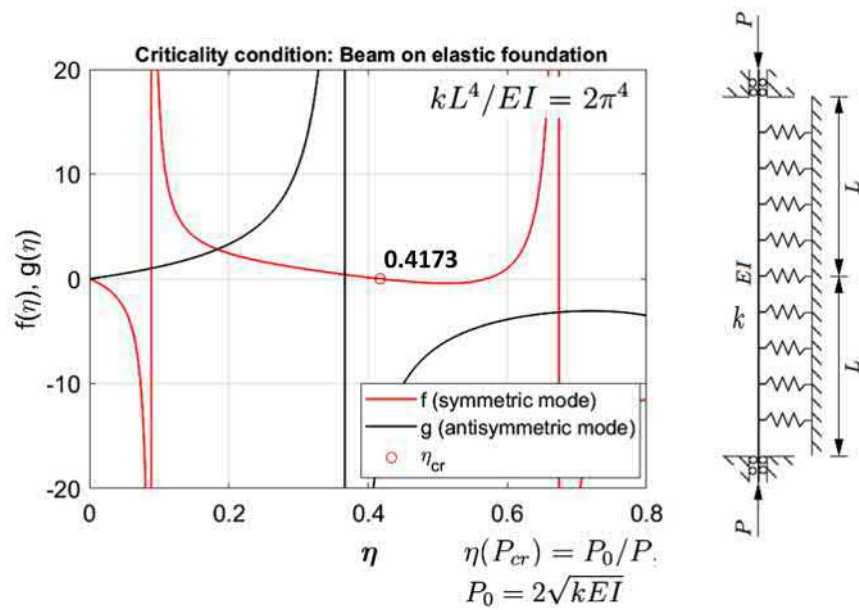 Criticality condition: Beam on elastic foundation
kL⁴/EI = 2π⁴
f(η), g(η)
20
10
0
-10
-20
0.4173
f (symmetric mode)
g (antisymmetric mode)
η_cr
0
0.2
0.4
0.6
0.8
η
η(P_cr) = P₀/P.
P₀ = 2√kEI
P
L
EI
k
L
P